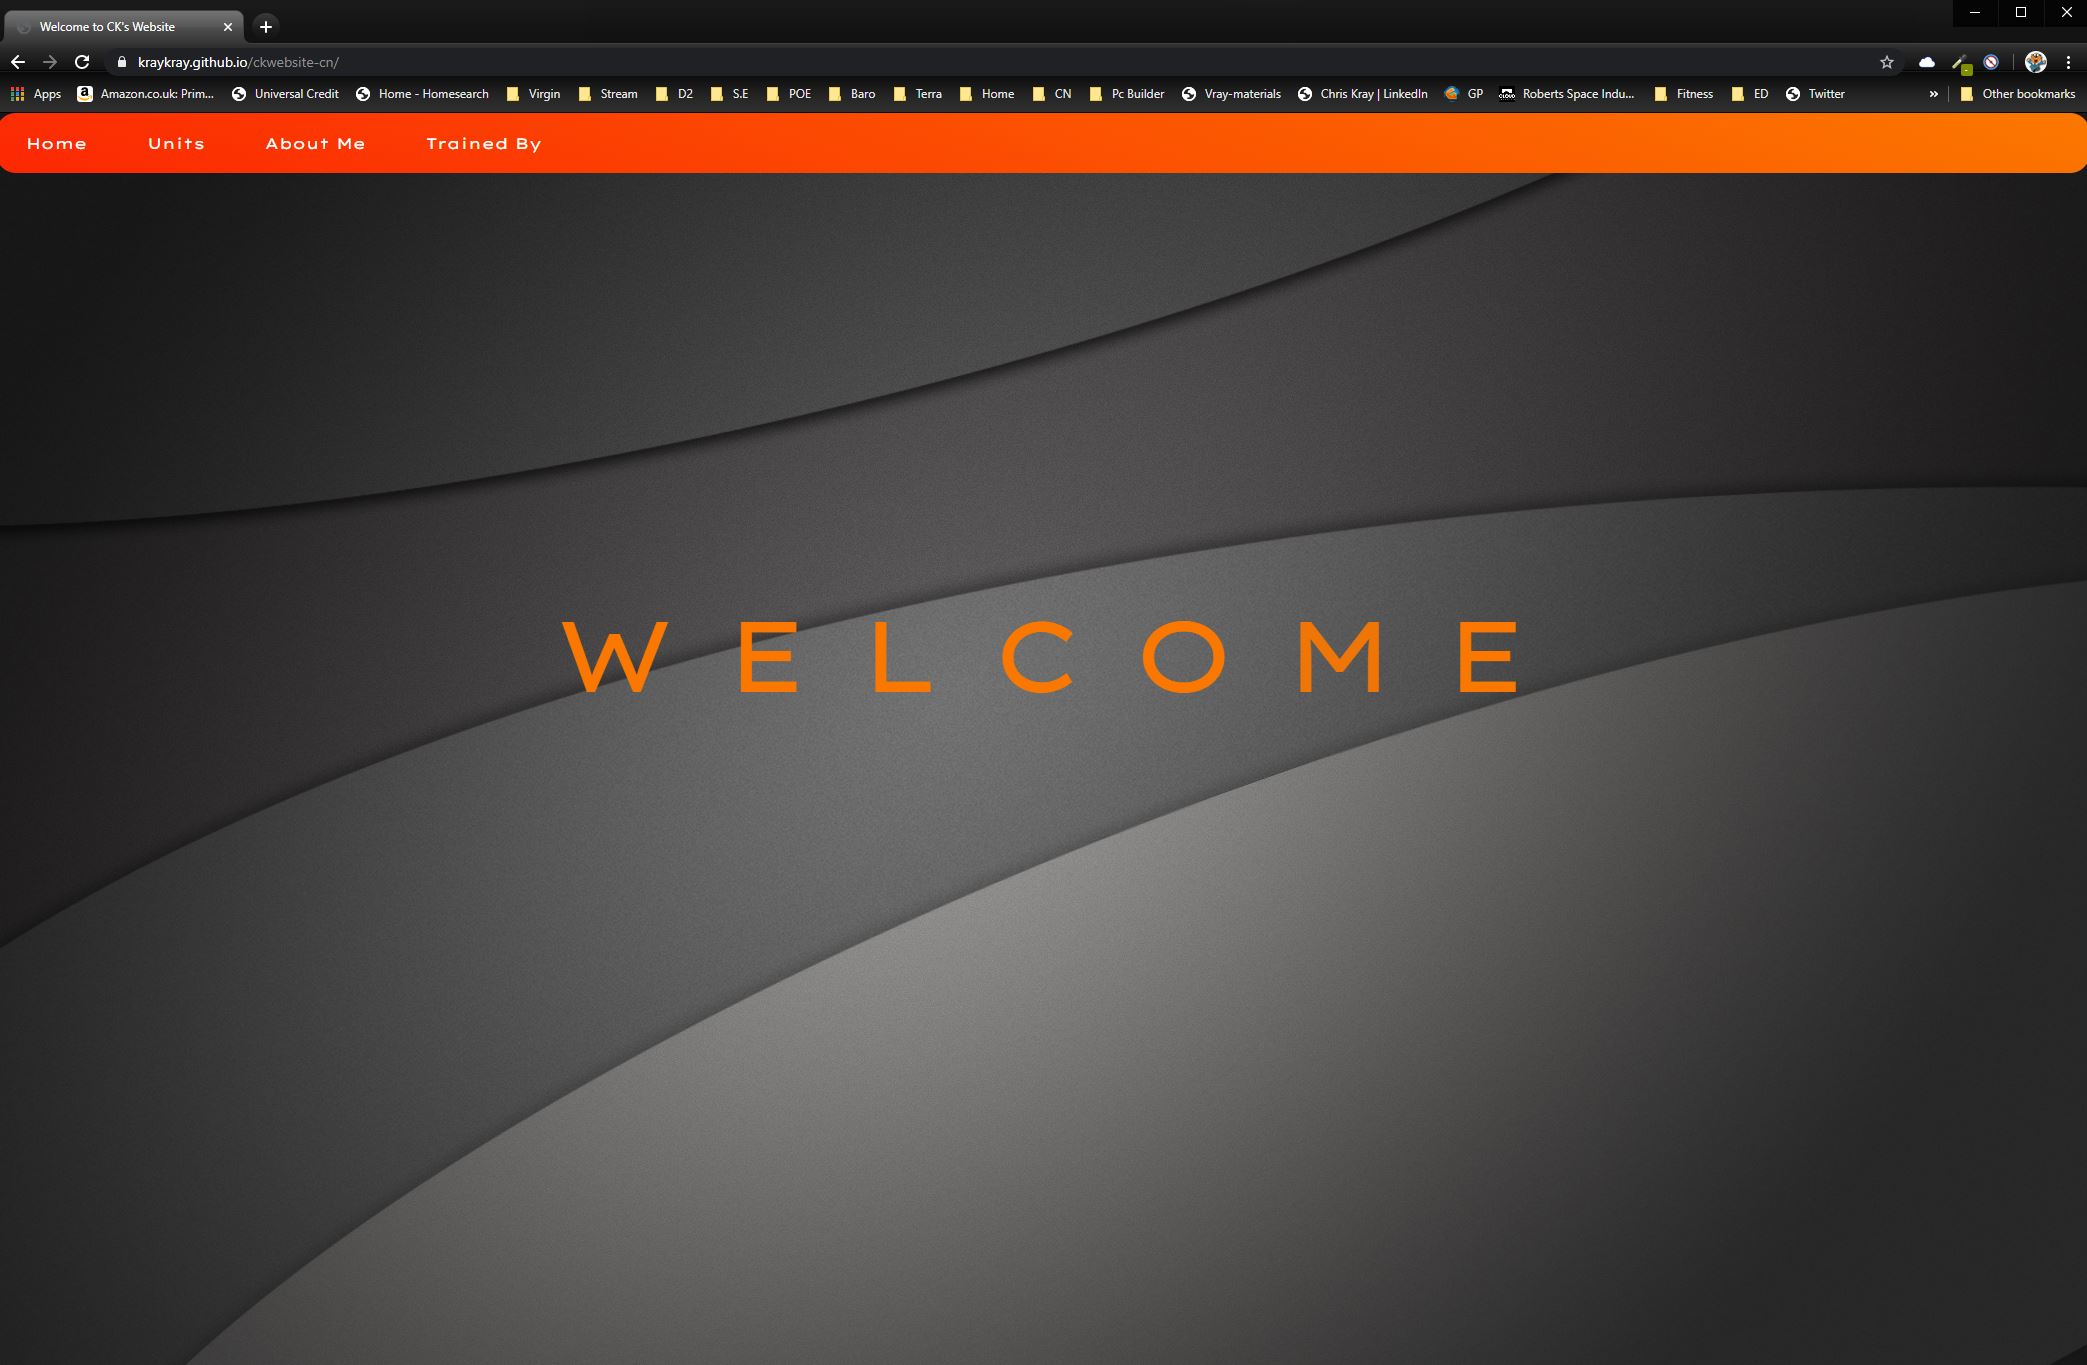 Welcome to CK's Website
kraykray.github.io/ckwebsite-cn/
Apps Amazon.co.uk: Prim... Universal Credit Home - Homesearch Virgin Stream D2 S.E POE Baro Terra Home CN Pc Builder Vray-materials Chris Kray | LinkedIn GP Roberts Space Indu... Fitness ED Twitter » Other bookmarks
Home Units About Me Trained By
WELCOME